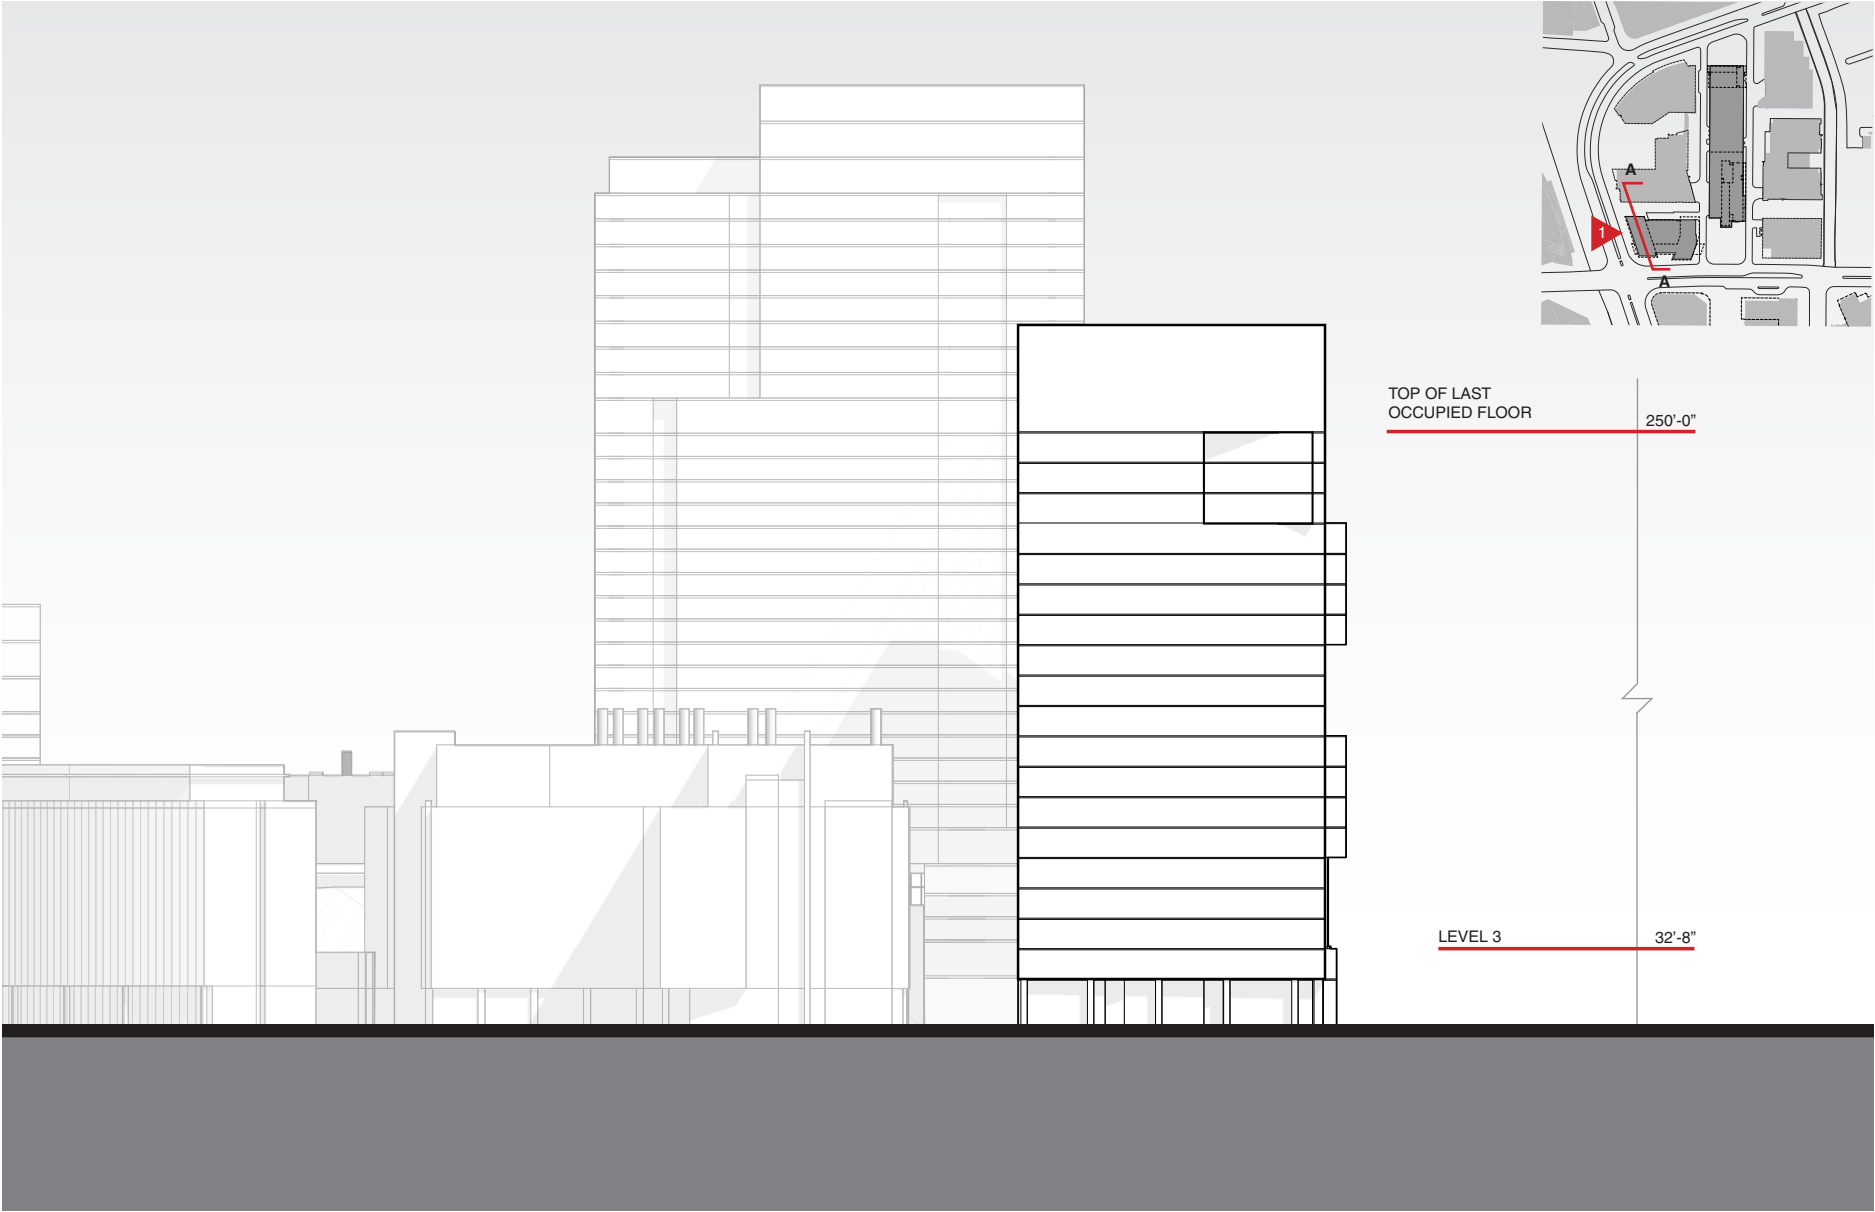 A
1
A
TOP OF LAST
OCCUPIED FLOOR
250’-0”
LEVEL 3
32’-8”